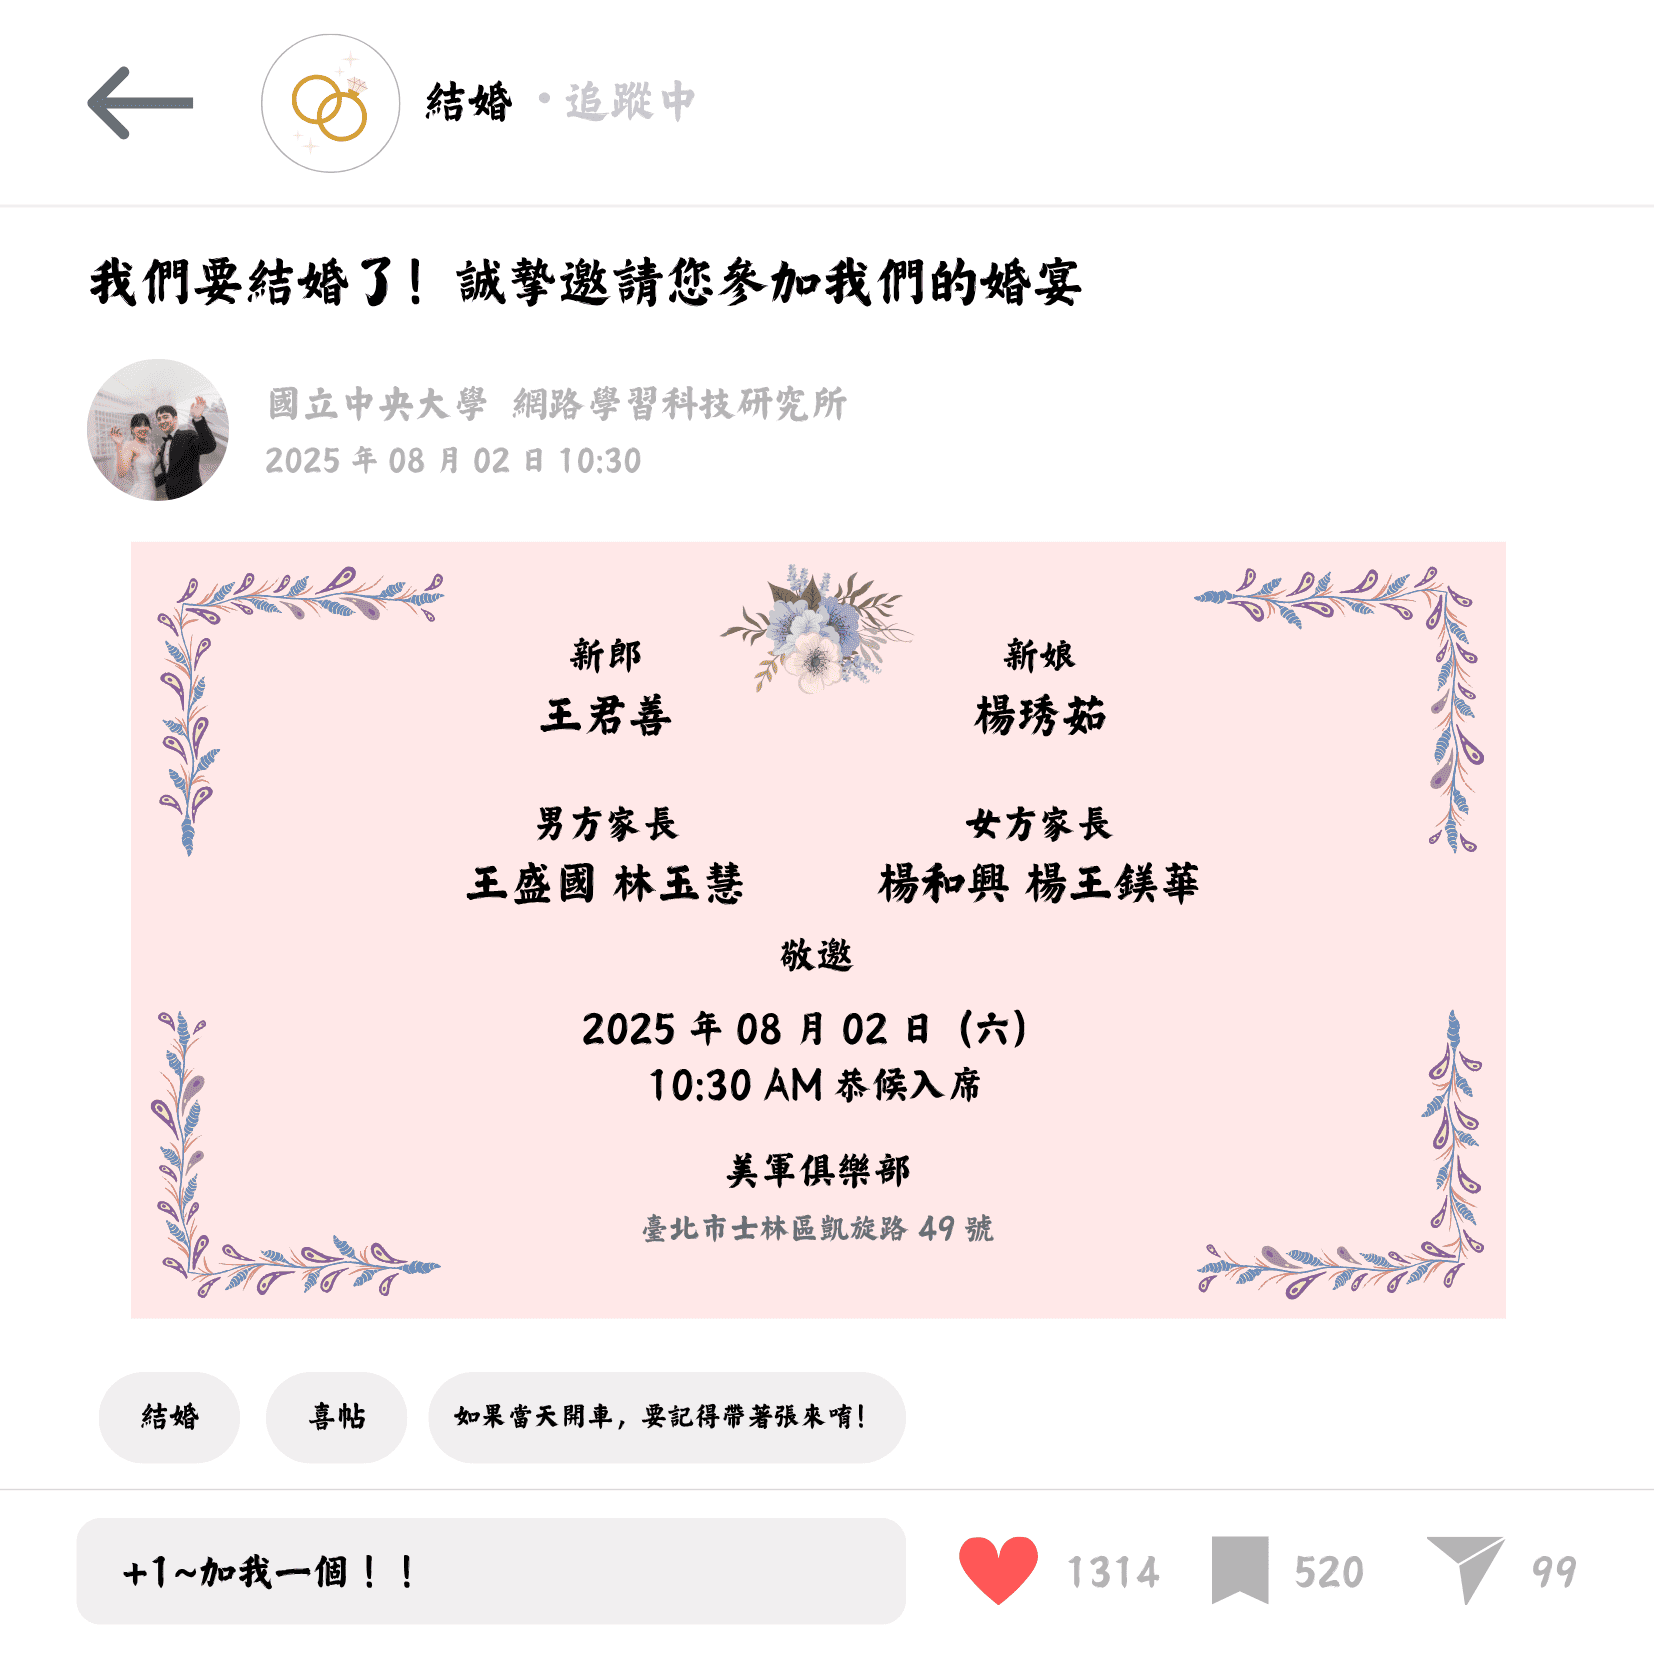 結婚 ·追蹤中
我們要結婚了！誠摯邀請您參加我們的婚宴
國立中央大學 網路學習科技研究所
2025 年 08 月 02 日 10:30
新郎 新娘
王君善 楊琇茹
男方家長 女方家長
王盛國 林玉慧 楊和興 楊王鎂華
敬邀
2025 年 08 月 02 日（六）
10:30 AM 恭候入席
美軍俱樂部
臺北市士林區凱旋路 49 號
結婚 喜帖 如果當天開車，要記得帶著張來唷！
+1~加我一個！！ 1314 520 99